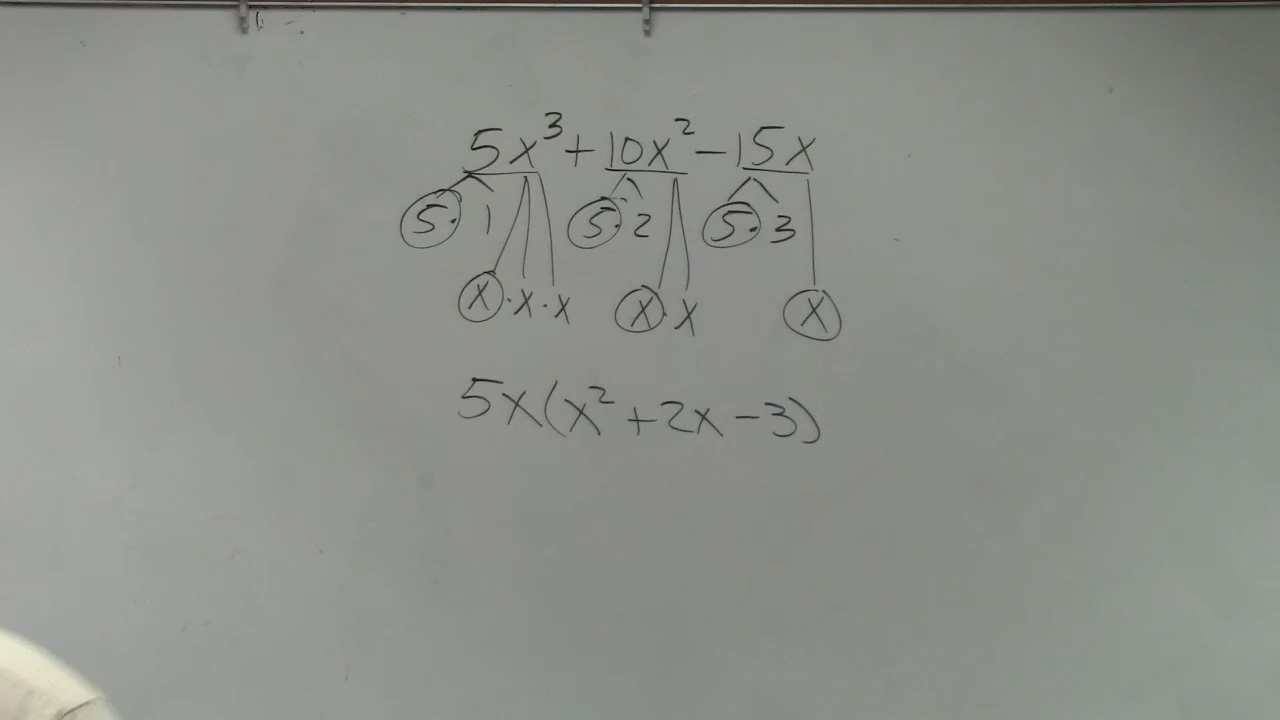 5x³+10x²-15x
5· 1 5·2 5·3
x·x·x x·x x
5x(x²+2x-3)